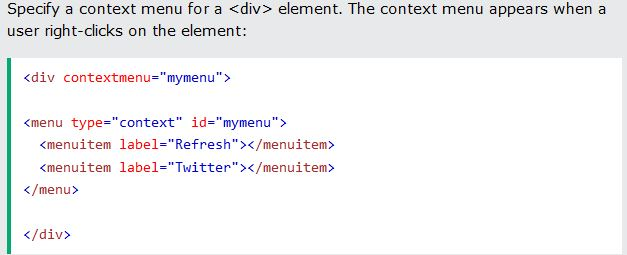 Specify a context menu for a <div> element. The context menu appears when a
user right-clicks on the element:
<div contextmenu="mymenu">
<menu type="context" id="mymenu">
<menuitem label="Refresh"></menuitem>
<menuitem label="Twitter"></menuitem>
</menu>
</div>